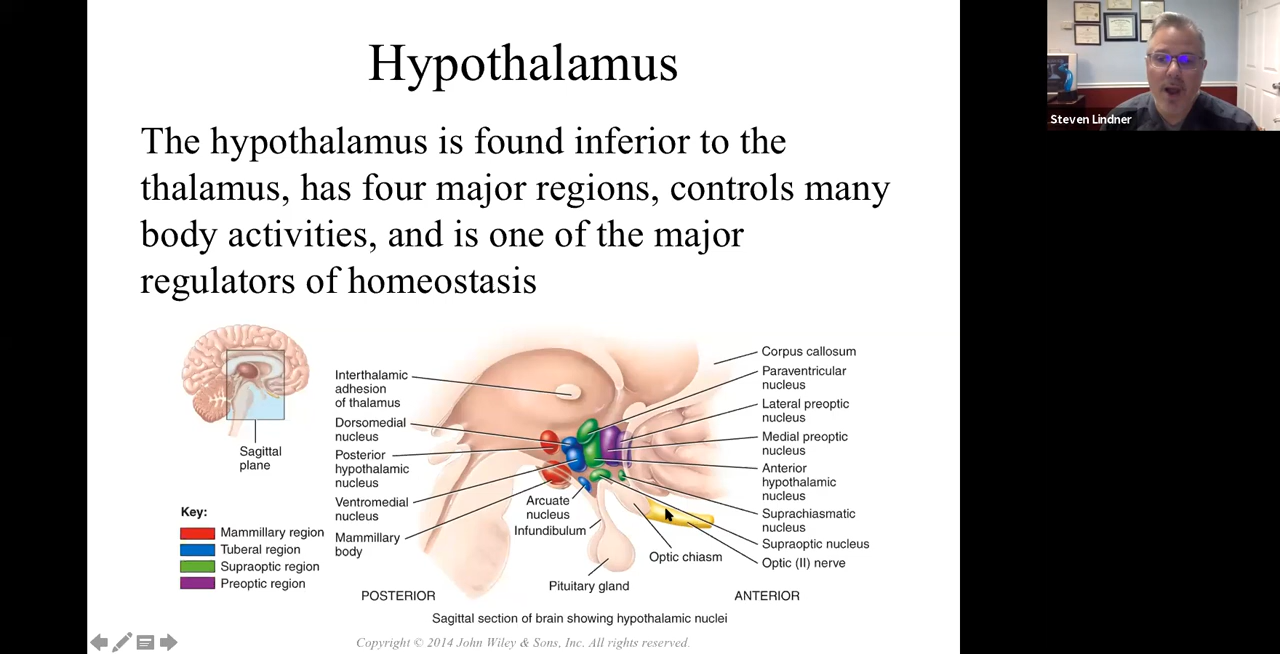 Hypothalamus
The hypothalamus is found inferior to the
thalamus, has four major regions, controls many
body activities, and is one of the major
regulators of homeostasis
Sagittal
plane
Key:
Mammillary region
Tuberal region
Supraoptic region
Preoptic region
Interthalamic
adhesion
of thalamus
Dorsomedial
nucleus
Posterior
hypothalamic
nucleus
Ventromedial
nucleus
Mammillary
body
Arcuate
nucleus
Infundibulum
Pituitary gland
Optic chiasm
Corpus callosum
Paraventricular
nucleus
Lateral preoptic
nucleus
Medial preoptic
nucleus
Anterior
hypothalamic
nucleus
Suprachiasmatic
nucleus
Supraoptic nucleus
Optic (II) nerve
POSTERIOR
ANTERIOR
Sagittal section of brain showing hypothalamic nuclei
Copyright © 2014 John Wiley & Sons, Inc. All rights reserved.
Steven Lindner